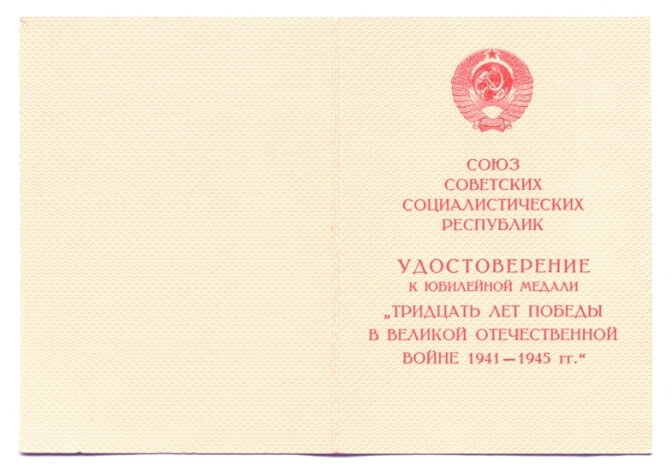 СОЮЗ
СОВЕТСКИХ
СОЦИАЛИСТИЧЕСКИХ
РЕСПУБЛИК
УДОСТОВЕРЕНИЕ
К ЮБИЛЕЙНОЙ МЕДАЛИ
„ТРИДЦАТЬ ЛЕТ ПОБЕДЫ
В ВЕЛИКОЙ ОТЕЧЕСТВЕННОЙ
ВОЙНЕ 1941—1945 гг.“